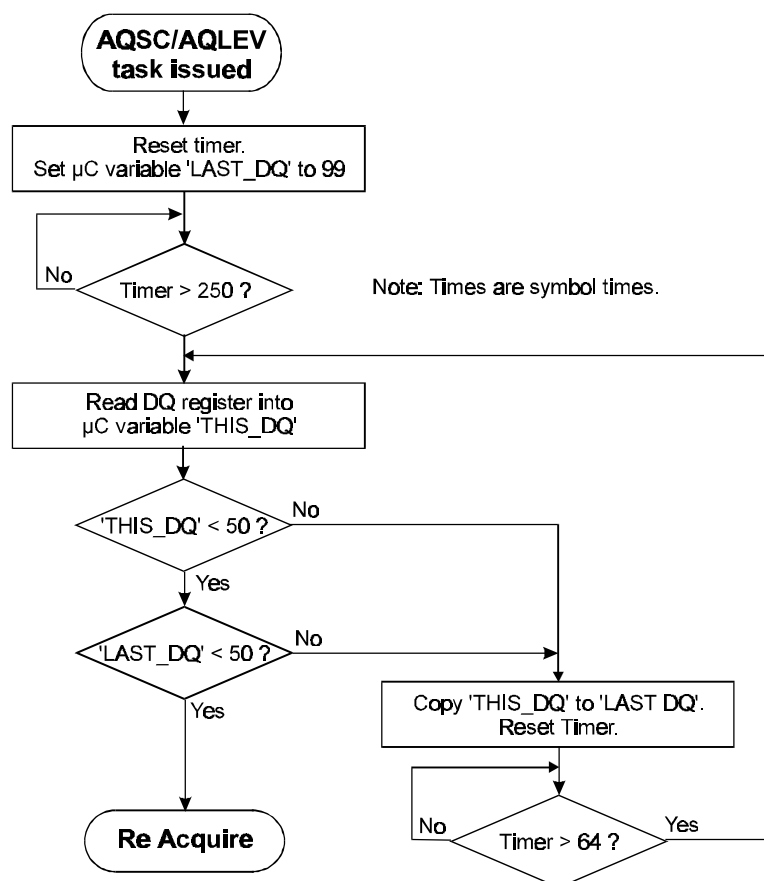 AQSC/AQLEV
task issued
Reset timer.
Set µC variable 'LAST_DQ' to 99
No
Timer > 250 ?
Note: Times are symbol times.
Read DQ register into
µC variable 'THIS_DQ'
'THIS_DQ' < 50 ?
No
Yes
'LAST_DQ' < 50 ?
No
Yes
Copy 'THIS_DQ' to 'LAST DQ'.
Reset Timer.
Re Acquire
No
Timer > 64 ?
Yes